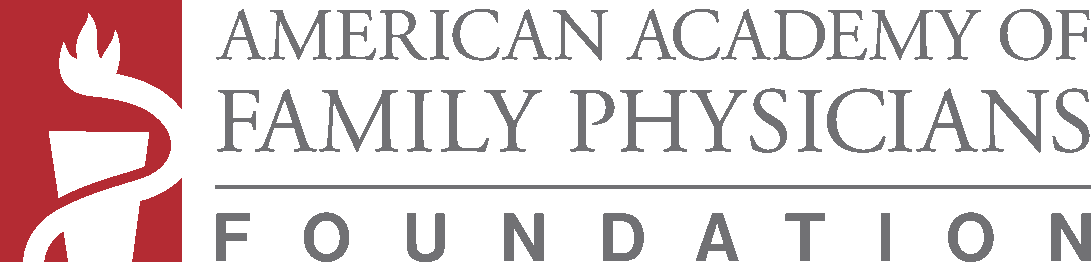 AMERICAN ACADEMY OF
FAMILY PHYSICIANS
FOUNDATION